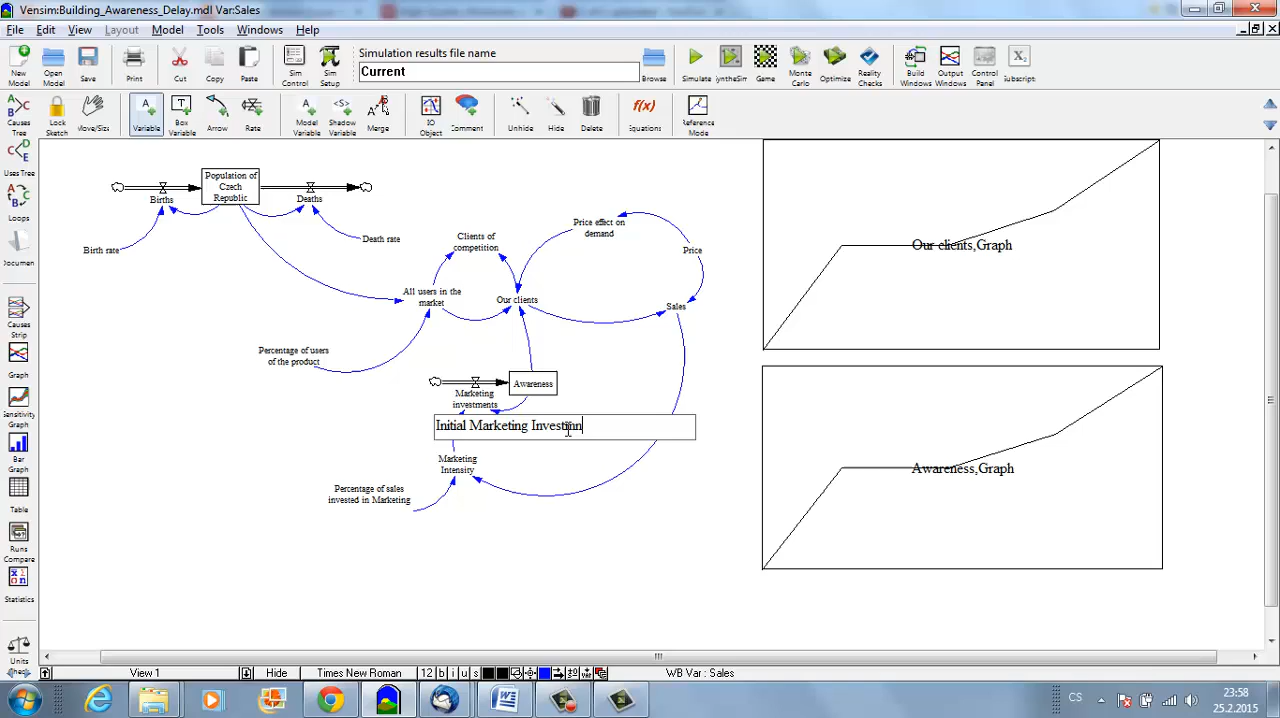 Vensim:Building_Awareness_Delay.mdl Var:Sales
File Edit View Layout Model Tools Windows Help
New Model
Open Model
Save
Print
Cut
Copy
Paste
Sim Control
Sim Setup
Simulation results file name
Current
Browse
Simulate
SyntheSim
Game
Monte Carlo
Optimize
Reality Checks
Build Windows
Output Windows
Control Panel
Subscripts
Causes Tree
Lock Sketch
Move/Size
Variable
Box Variable
Arrow
Rate
Model Variable
Shadow Variable
Merge
IO Object
Comment
Unhide
Hide
Delete
Equations
Reference Mode
Uses Tree
Loops
Documen
Causes Strip
Graph
Sensitivity Graph
Bar Graph
Table
Runs Compare
Statistics
Units
Population of
Czech
Republic
Births
Deaths
Birth rate
Death rate
Clients of
competition
Price effect on
demand
Price
All users in the
market
Our clients
Sales
Percentage of users
of the product
Awareness
Marketing
investments
Initial Marketing Investmn
Marketing
Intensity
Percentage of sales
invested in Marketing
Our clients,Graph
Awareness,Graph
View 1
Hide
Times New Roman
12 b i u s
WB Var : Sales
CS
23:58
25.2.2015